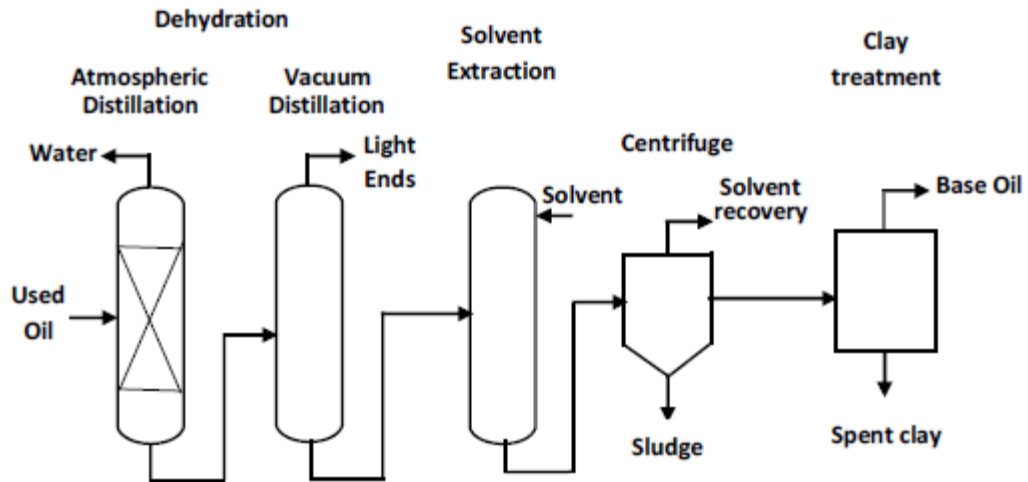 Dehydration
Atmospheric
Distillation
Vacuum
Distillation
Solvent
Extraction
Clay
treatment
Water
Light
Ends
Centrifuge
Solvent
Solvent
recovery
Base Oil
Used
Oil
Sludge
Spent clay